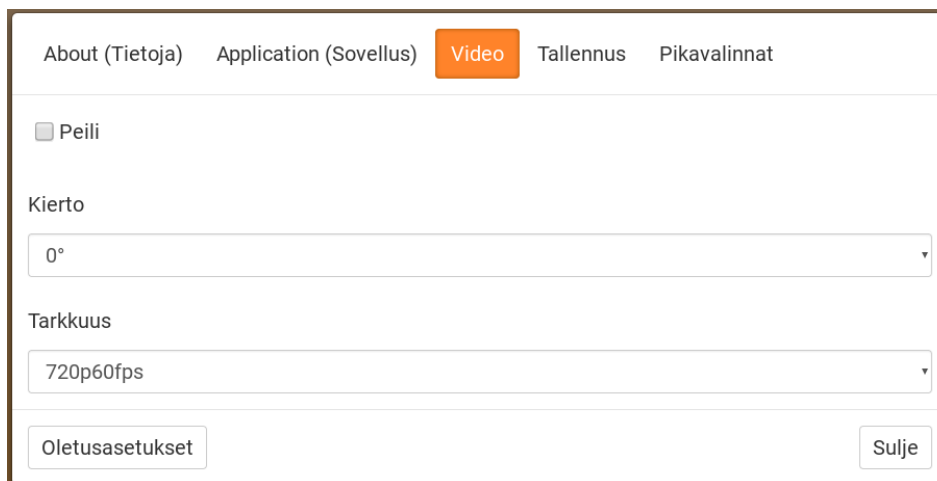 About (Tietoja) Application (Sovellus) Video Tallennus Pikavalinnat
Peili
Kierto
0°
Tarkkuus
720p60fps
Oletusasetukset Sulje